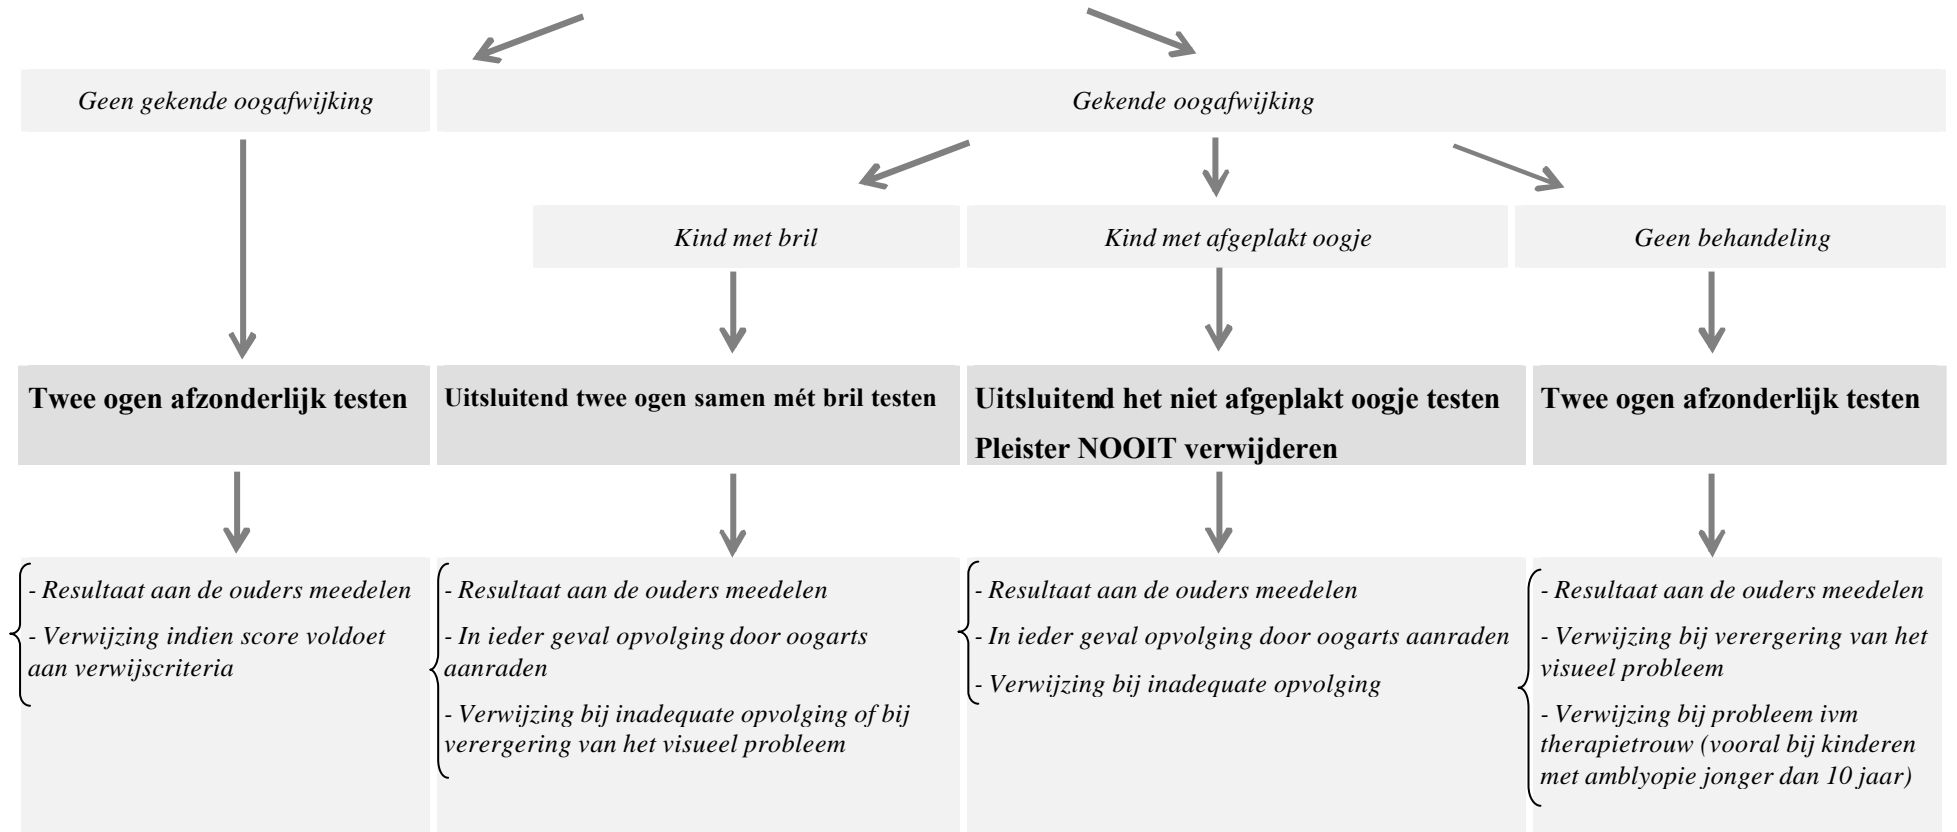 Geen gekende oogafwijking
Gekende oogafwijking
Kind met bril
Kind met afgeplakt oogje
Geen behandeling
Twee ogen afzonderlijk testen
Uitsluitend twee ogen samen mét bril testen
Uitsluitend het niet afgeplakt oogje testen
Pleister NOOIT verwijderen
Twee ogen afzonderlijk testen
- Resultaat aan de ouders meedelen
- Verwijzing indien score voldoet
aan verwijscriteria
- Resultaat aan de ouders meedelen
- In ieder geval opvolging door oogarts
aanraden
- Verwijzing bij inadequate opvolging of bij
verergering van het visueel probleem
- Resultaat aan de ouders meedelen
- In ieder geval opvolging door oogarts aanraden
- Verwijzing bij inadequate opvolging
- Resultaat aan de ouders meedelen
- Verwijzing bij verergering van het
visueel probleem
- Verwijzing bij probleem ivm
therapietrouw (vooral bij kinderen
met amblyopie jonger dan 10 jaar)